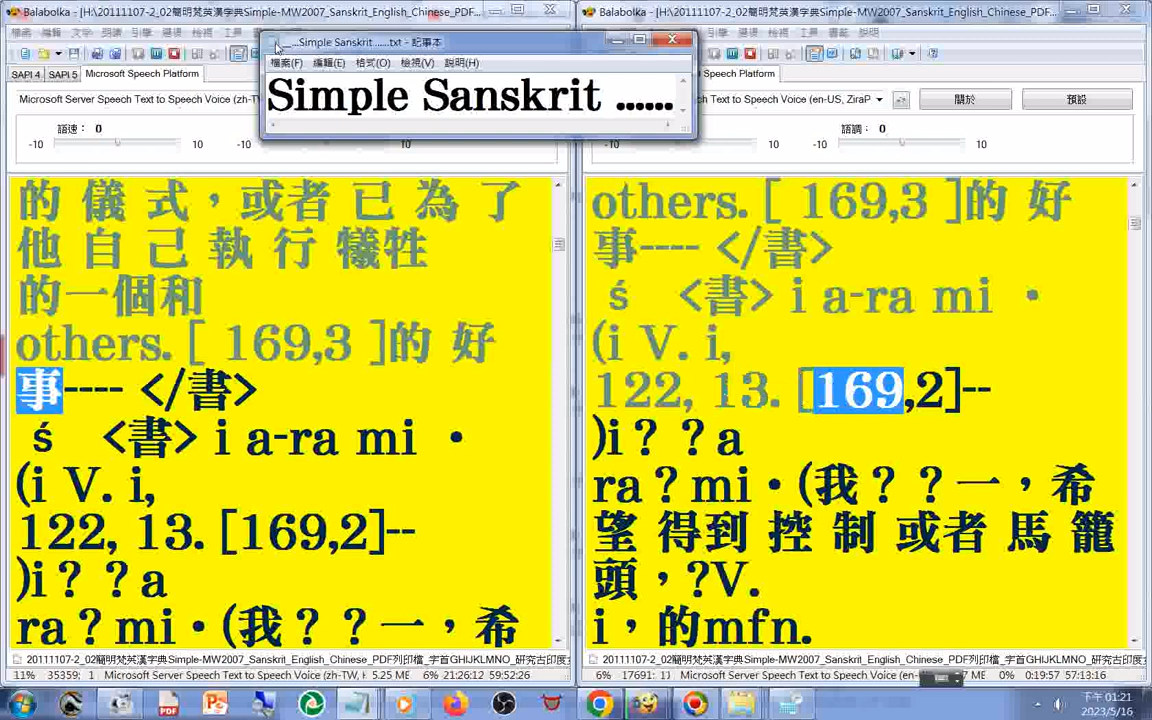 Balabolka - [H:\20111107-2_02簡明梵英漢字典Simple-MW2007_Sanskrit_English_Chinese_PDF...
Balabolka - [H:\20111107-2_02簡明梵英漢字典Simple-MW2007_Sanskrit_English_Chinese_PDF...
...Simple Sanskrit ......txt - 記事本
檔案(F) 編輯(E) 格式(O) 檢視(V) 說明(H)
Simple Sanskrit ......
SAPI 4 SAPI 5 Microsoft Speech Platform
Speech Platform
Microsoft Server Speech Text to Speech Voice (zh-TW
Microsoft Server Speech Text to Speech Voice (en-US, ZiraP
關於
預設
語速： 0
-10 10
10
語調： 0
-10 10
的 儀 式，或者 已 為 了
他 自 己 執 行 犧牲
的一個和
others. [ 169,3 ]的 好
事---- </書>
ś <書> i a-ra mi •
(i V. i,
122, 13. [169,2]--
)i？？a
ra？mi•(我？？一，希
others. [ 169,3 ]的 好
事---- </書>
ś <書> i a-ra mi •
(i V. i,
122, 13. [169,2]--
)i？？a
ra？mi•(我？？一，希
望 得到 控 制 或者 馬 籠
頭，?V.
i，的mfn.
20111107-2_02簡明梵英漢字典Simple-MW2007_Sanskrit_English_Chinese_PDF列印檔_字首GHIJKLMNO_研究古印度
20111107-2_02簡明梵英漢字典Simple-MW2007_Sanskrit_English_Chinese_PDF列印檔_字首GHIJKLMNO_研究古印度
11% 35359: 1 Microsoft Server Speech Text to Speech Voice (zh-TW, H 5.25 ME 6% 21:26:12 59:52:26
6% 17691: 11 Microsoft Server Speech Text to Speech Voice 0% 0:19:57 57:13:16
下午 01:21
2023/5/16